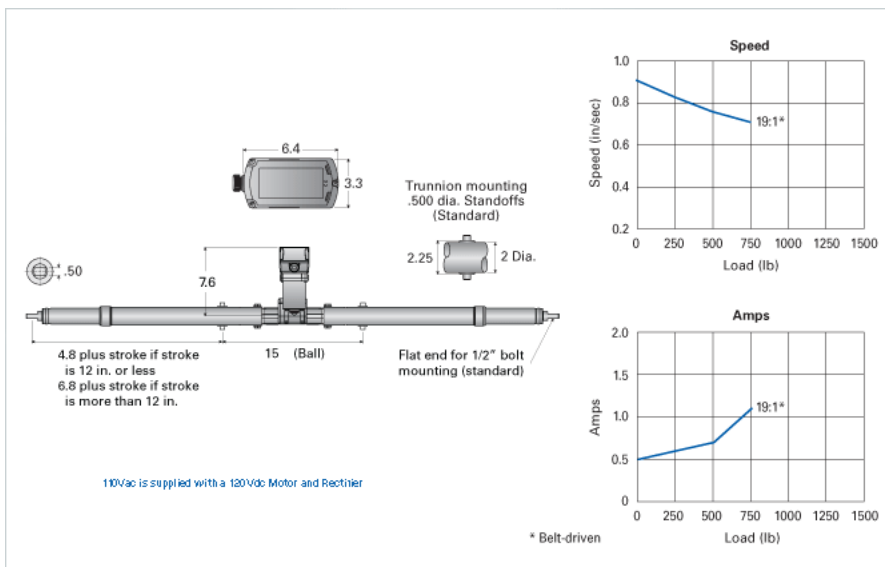 6.4
3.3
Trunnion mounting
.500 dia. Standoffs
(Standard)
2.25
2 Dia.
.50
7.6
4.8 plus stroke if stroke
is 12 in. or less
6.8 plus stroke if stroke
is more than 12 in.
15 (Ball)
Flat end for 1/2" bolt
mounting (standard)
110Vac is supplied with a 120Vdc Motor and Rectifier
Speed
Speed (in/sec)
1.0
0.8
0.6
0.4
0.2
19:1*
0 250 500 750 1000 1250 1500
Load (lb)
Amps
Amps
2.0
1.5
1.0
0.5
0
19:1*
0 250 500 750 1000 1250 1500
Load (lb)
* Belt-driven